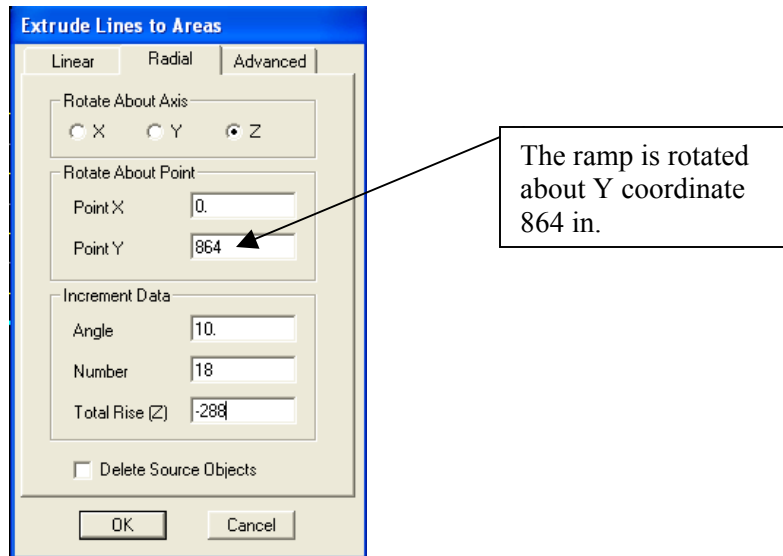 Extrude Lines to Areas
Linear Radial Advanced
Rotate About Axis
X Y Z
Rotate About Point
Point X 0.
Point Y 864
Increment Data
Angle 10.
Number 18
Total Rise (Z) -288
Delete Source Objects
OK Cancel
The ramp is rotated
about Y coordinate
864 in.